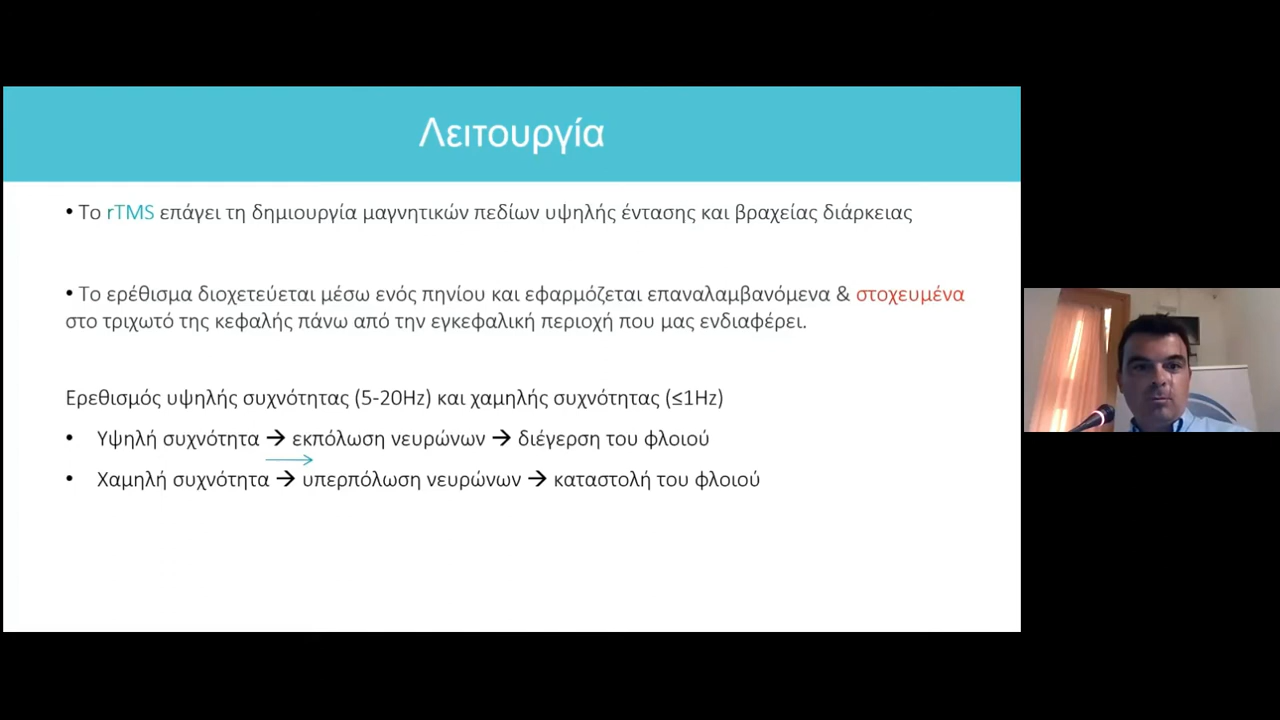 Λειτουργία
• Το rTMS επάγει τη δημιουργία μαγνητικών πεδίων υψηλής έντασης και βραχείας διάρκειας
• Το ερέθισμα διοχετεύεται μέσω ενός πηνίου και εφαρμόζεται επαναλαμβανόμενα & στοχευμένα
στο τριχωτό της κεφαλής πάνω από την εγκεφαλική περιοχή που μας ενδιαφέρει.
Ερεθισμός υψηλής συχνότητας (5-20Hz) και χαμηλής συχνότητας (≤1Hz)
• Υψηλή συχνότητα → εκπόλωση νευρώνων → διέγερση του φλοιού
• Χαμηλή συχνότητα → υπερπόλωση νευρώνων → καταστολή του φλοιού